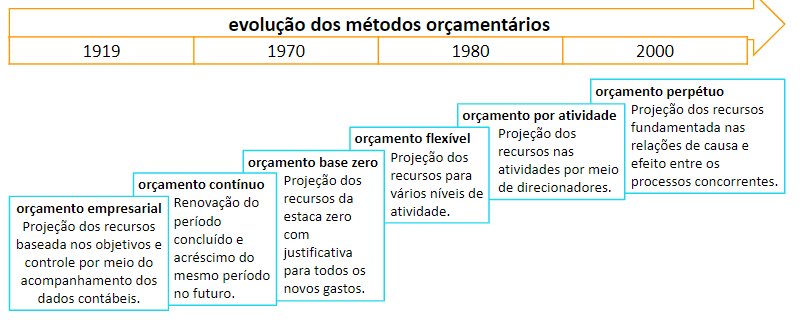 evolução dos métodos orçamentários
1919 1970 1980 2000
orçamento perpétuo
Projeção dos recursos
fundamentada nas
relações de causa e
efeito entre os
processos concorrentes.
orçamento por atividade
Projeção dos
recursos nas
atividades por meio
de direcionadores.
orçamento flexível
Projeção dos
recursos para
vários níveis de
atividade.
orçamento base zero
Projeção dos
recursos da
estaca zero
com
justificativa
para todos os
novos gastos.
orçamento contínuo
Renovação do
período
concluído e
acréscimo do
mesmo período
no futuro.
orçamento empresarial
Projeção dos recursos
baseada nos objetivos e
controle por meio do
acompanhamento dos
dados contábeis.